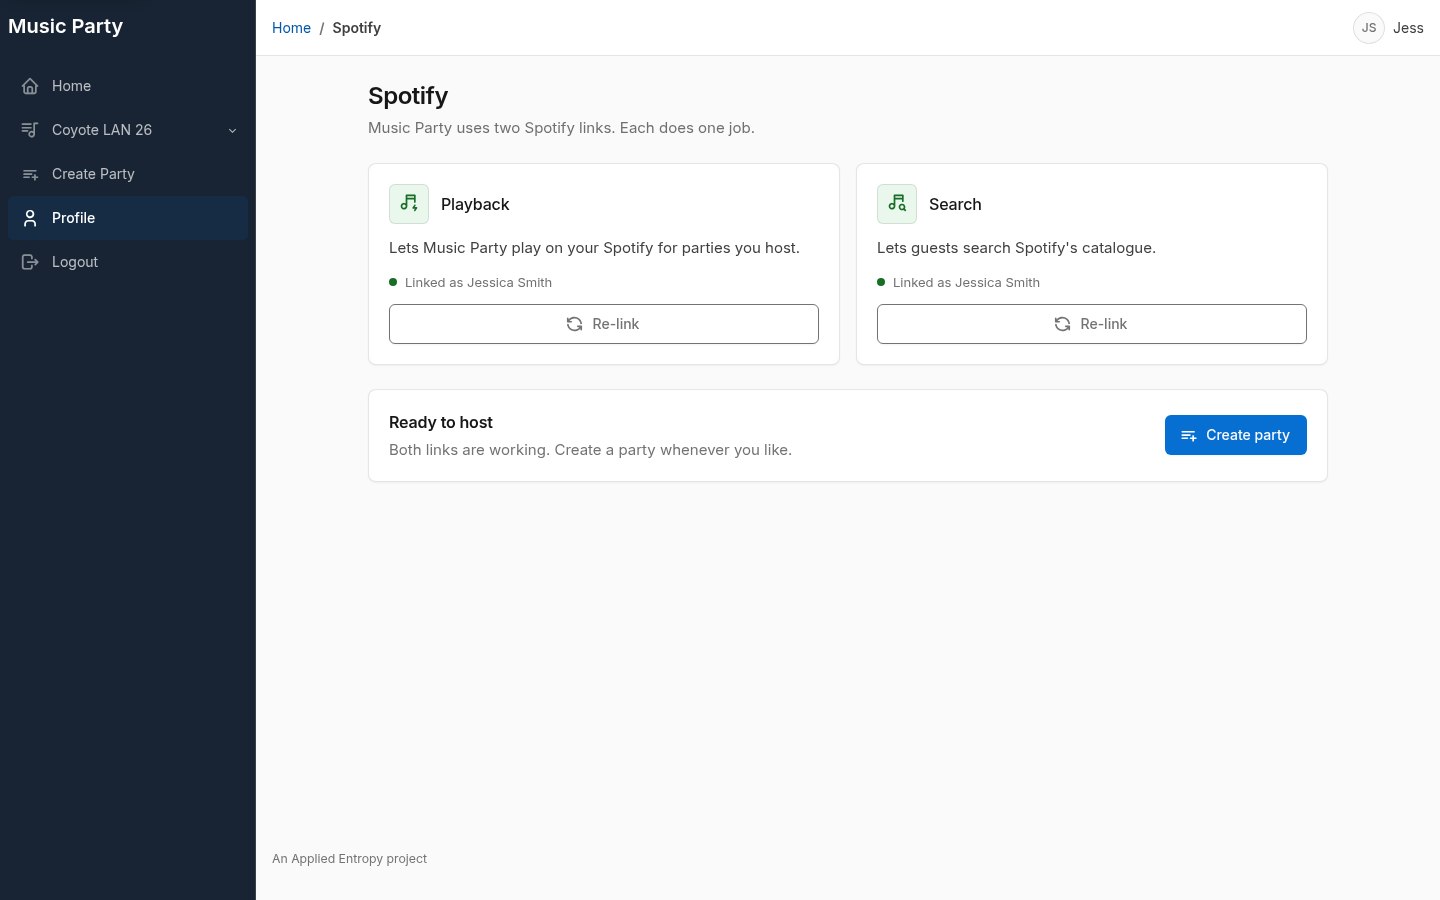 Music Party
Home
Coyote LAN 26
Create Party
Profile
Logout
Home / Spotify
JS Jess
Spotify
Music Party uses two Spotify links. Each does one job.
Playback
Lets Music Party play on your Spotify for parties you host.
Linked as Jessica Smith
Re-link
Search
Lets guests search Spotify's catalogue.
Linked as Jessica Smith
Re-link
Ready to host
Both links are working. Create a party whenever you like.
Create party
An Applied Entropy project